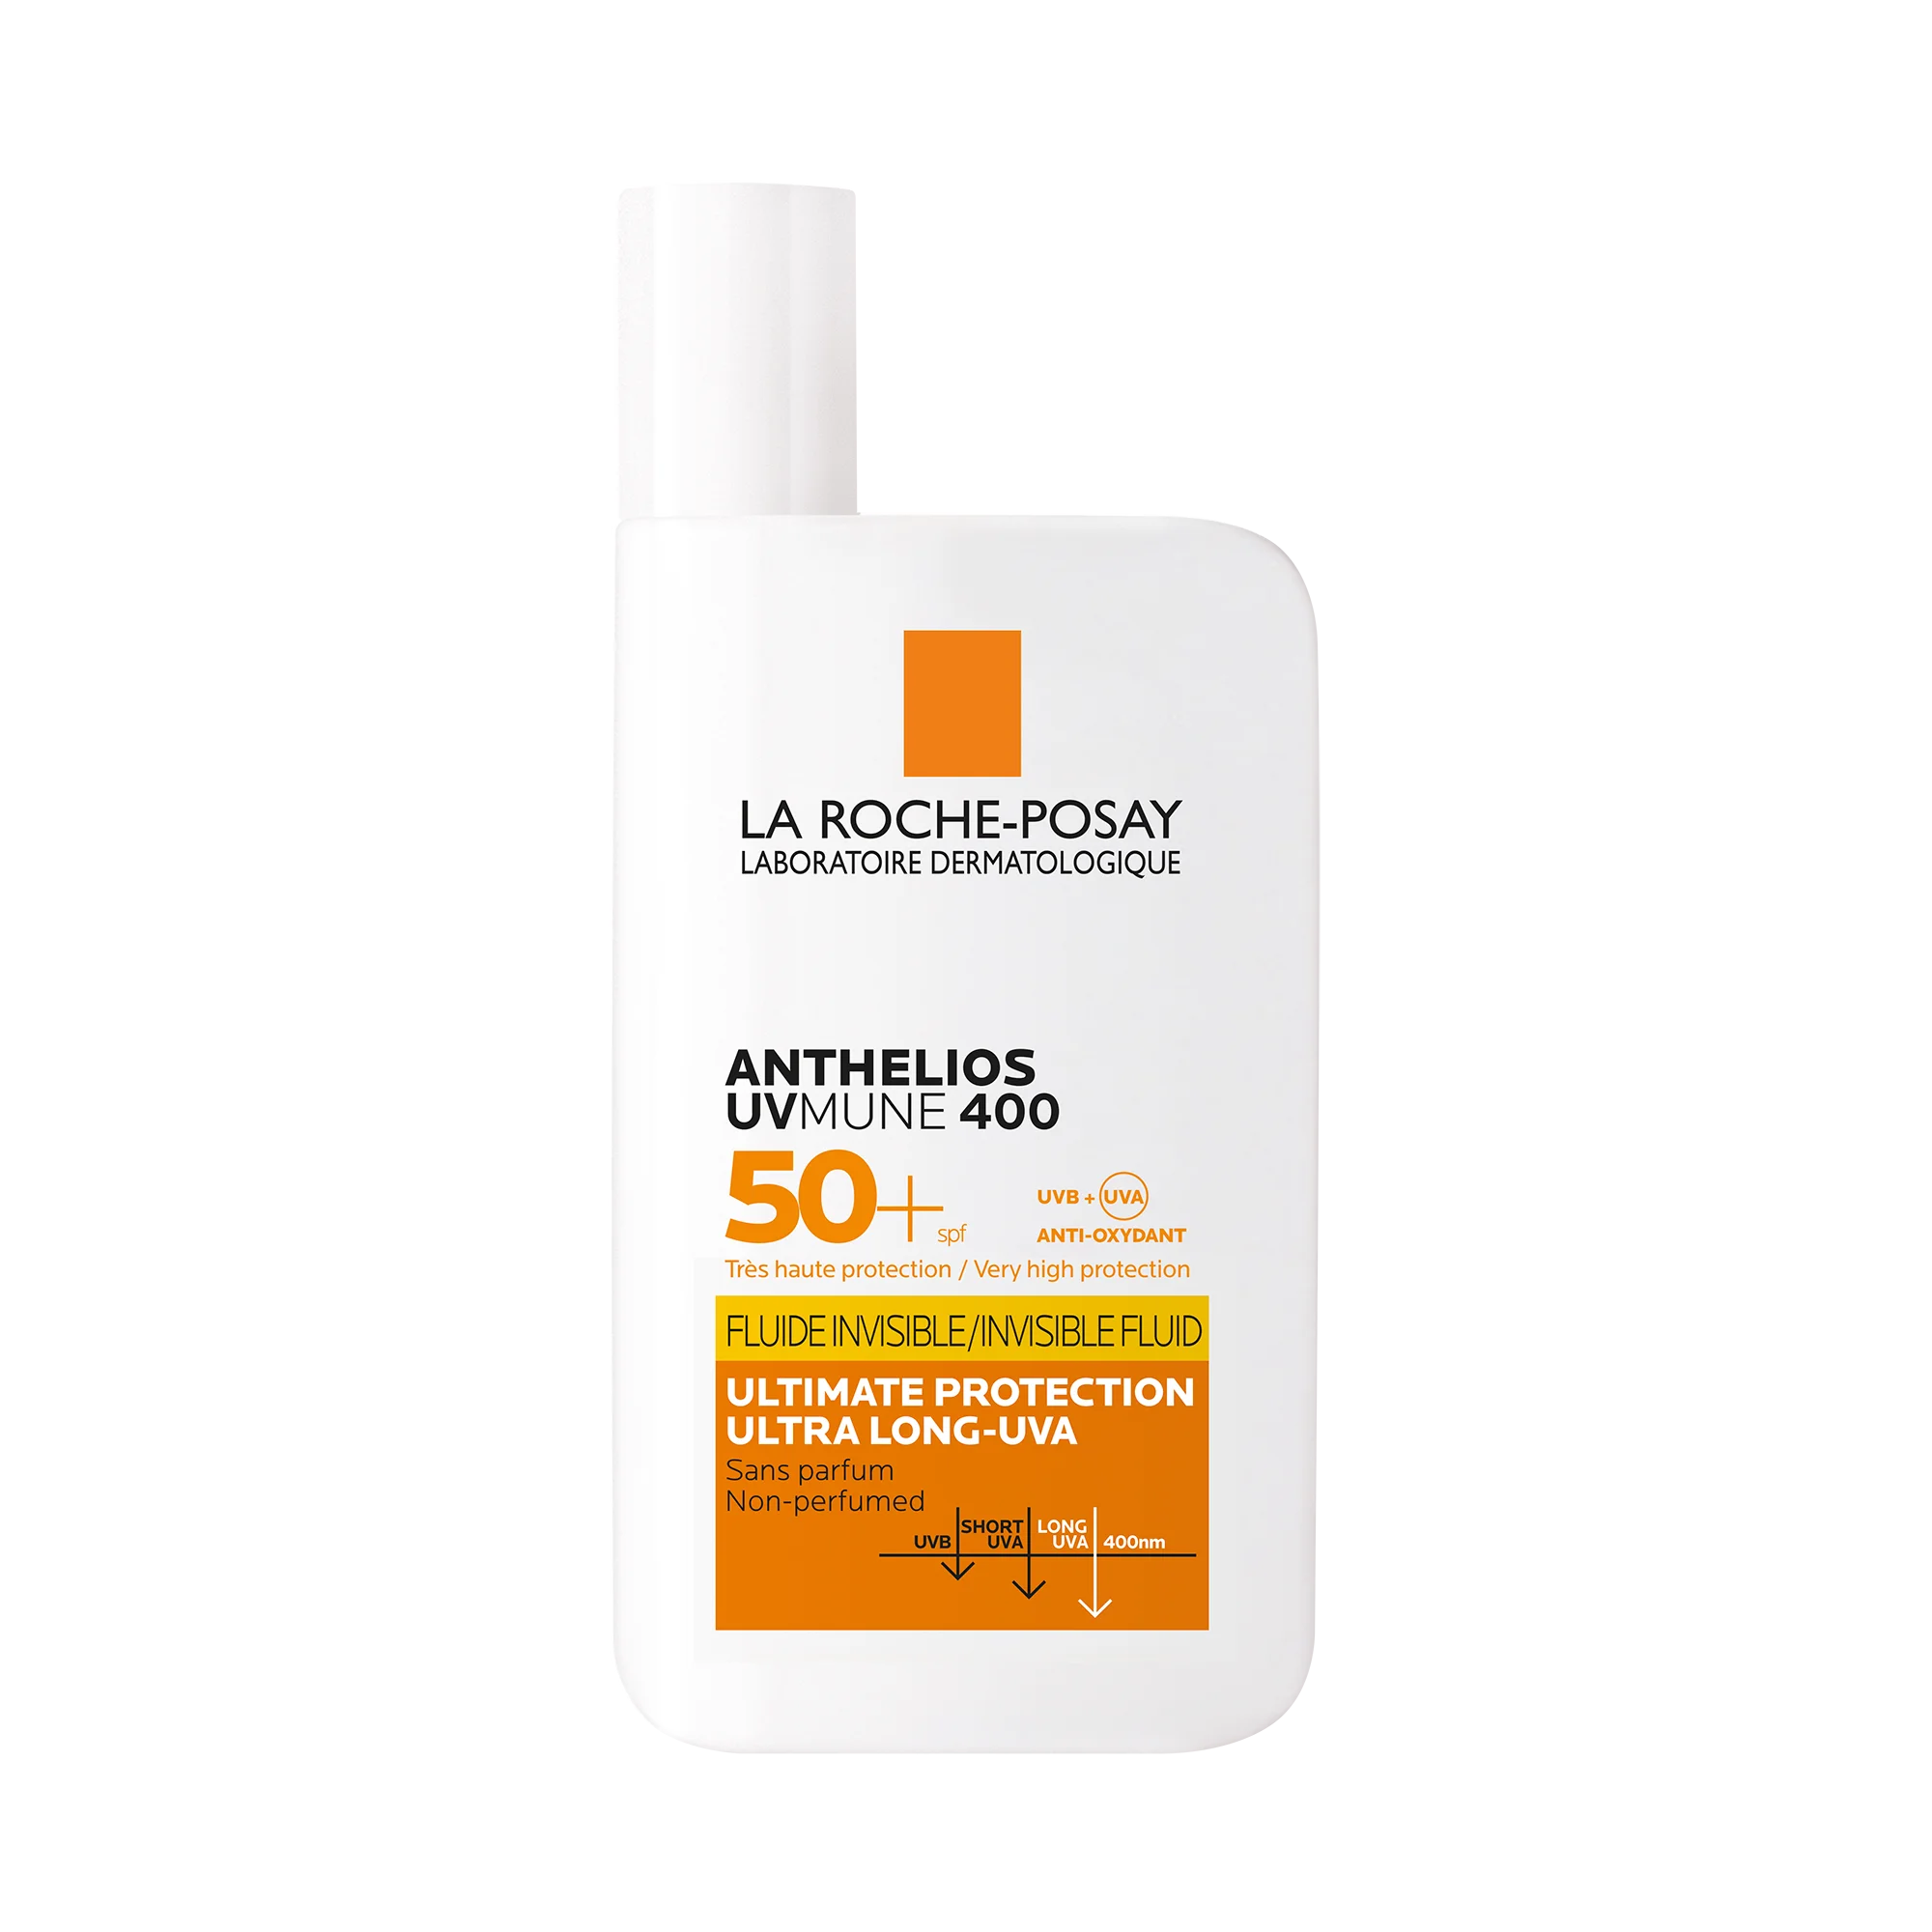 LA ROCHE-POSAY
LABORATOIRE DERMATOLOGIQUE
ANTHELIOS
UVMUNE 400
50+ spf
UVB + UVA
ANTI-OXYDANT
Très haute protection / Very high protection
FLUIDE INVISIBLE/INVISIBLE FLUID
ULTIMATE PROTECTION
ULTRA LONG-UVA
Sans parfum
Non-perfumed
UVB
SHORT UVA
LONG UVA
400nm